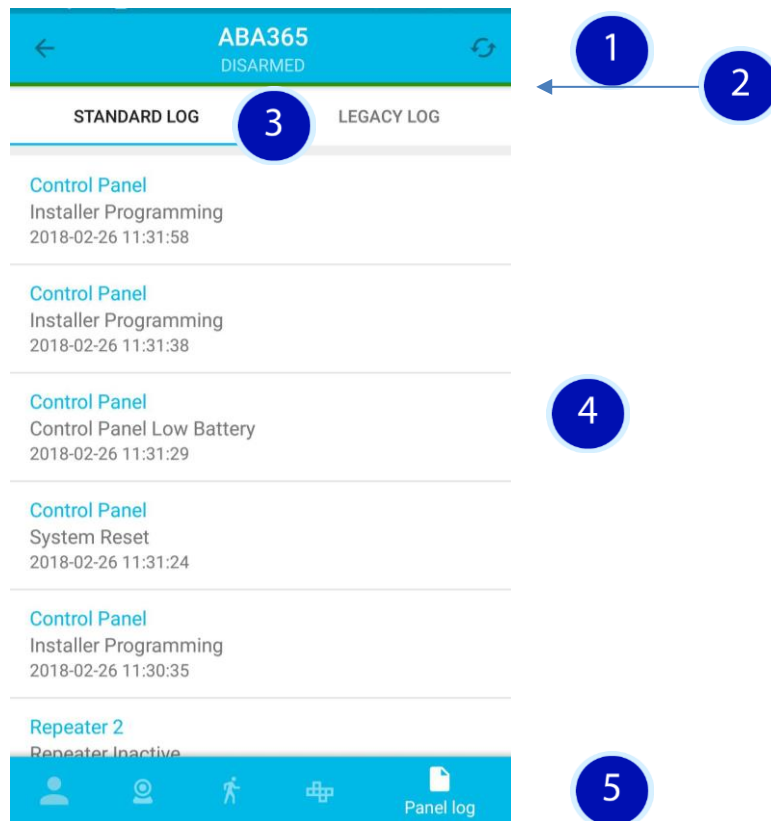 ABA365
DISARMED
1
2
STANDARD LOG
3
LEGACY LOG
Control Panel
Installer Programming
2018-02-26 11:31:58
Control Panel
Installer Programming
2018-02-26 11:31:38
Control Panel
Control Panel Low Battery
2018-02-26 11:31:29
4
Control Panel
System Reset
2018-02-26 11:31:24
Control Panel
Installer Programming
2018-02-26 11:30:35
Repeater 2
Repeater Inactive
Panel log
5